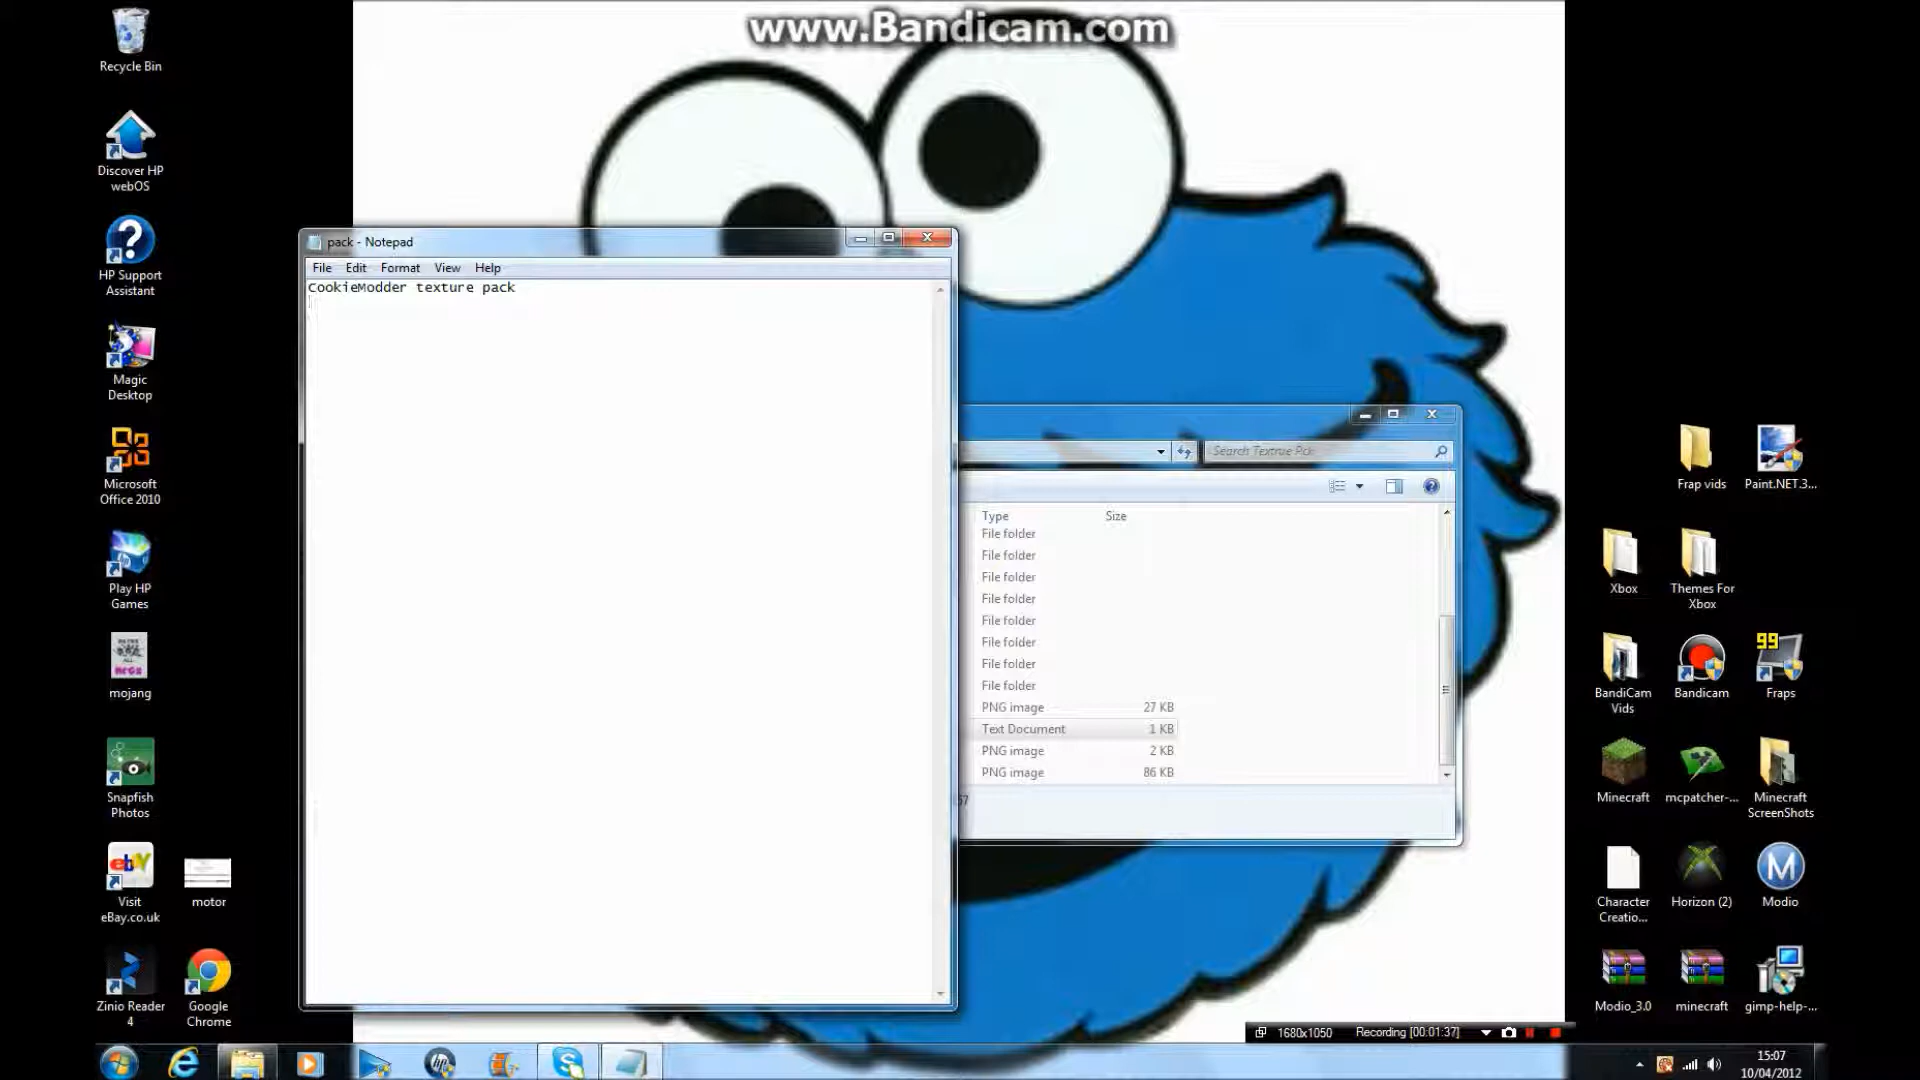 www.Bandicam.com
Recycle Bin
Discover HP
webOS
HP Support
Assistant
Magic
Desktop
Microsoft
Office 2010
Play HP
Games
mojang
Snapfish
Photos
Visit
eBay.co.uk
motor
Zinio Reader
4
Google
Chrome
pack - Notepad
File Edit Format View Help
CookieModder texture pack
Search Textrue Pck
Type Size
File folder
File folder
File folder
File folder
File folder
File folder
File folder
File folder
PNG image 27 KB
Text Document 1 KB
PNG image 2 KB
PNG image 86 KB
57
Frap vids
Paint.NET.3...
Xbox
Themes For
Xbox
BandiCam
Vids
Bandicam
99
Fraps
Minecraft
mcpatcher-...
Minecraft
ScreenShots
Character
Creatio...
Horizon (2)
Modio
Modio_3.0
minecraft
gimp-help-...
1680x1050 Recording [00:01:37]
15:07
10/04/2012